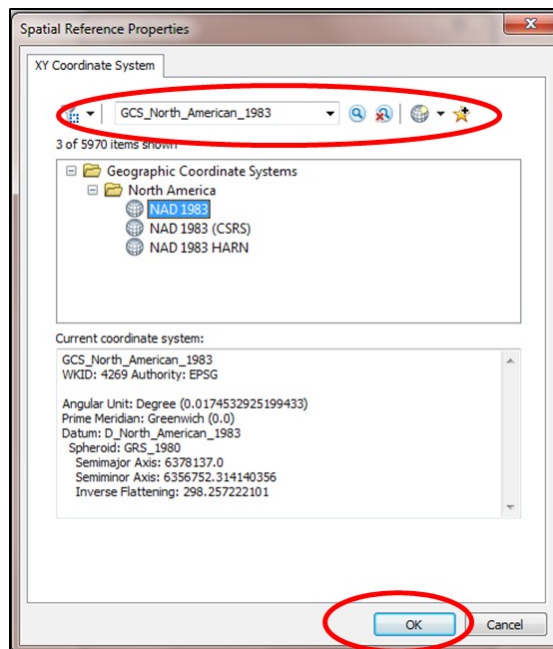 Spatial Reference Properties
XY Coordinate System
GCS_North_American_1983
3 of 5970 items shown
Geographic Coordinate Systems
North America
NAD 1983
NAD 1983 (CSRS)
NAD 1983 HARN
Current coordinate system:
GCS_North_American_1983
WKID: 4269 Authority: EPSG
Angular Unit: Degree (0.0174532925199433)
Prime Meridian: Greenwich (0.0)
Datum: D_North_American_1983
Spheroid: GRS_1980
Semimajor Axis: 6378137.0
Semiminor Axis: 6356752.314140356
Inverse Flattening: 298.257222101
OK Cancel